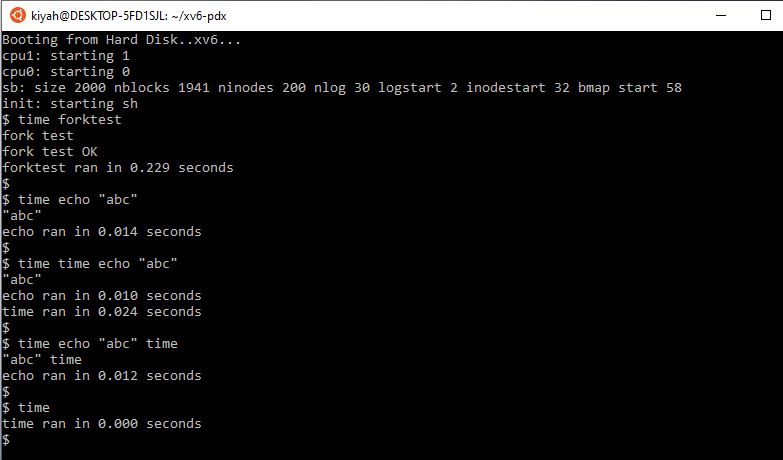 kiyah@DESKTOP-5FD1SJL: ~/xv6-pdx
Booting from Hard Disk..xv6...
cpu1: starting 1
cpu0: starting 0
sb: size 2000 nblocks 1941 ninodes 200 nlog 30 logstart 2 inodestart 32 bmap start 58
init: starting sh
$ time forktest
fork test
fork test OK
forktest ran in 0.229 seconds
$
$ time echo "abc"
"abc"
echo ran in 0.014 seconds
$
$ time time echo "abc"
"abc"
echo ran in 0.010 seconds
time ran in 0.024 seconds
$
$ time echo "abc" time
"abc" time
echo ran in 0.012 seconds
$
$ time
time ran in 0.000 seconds
$